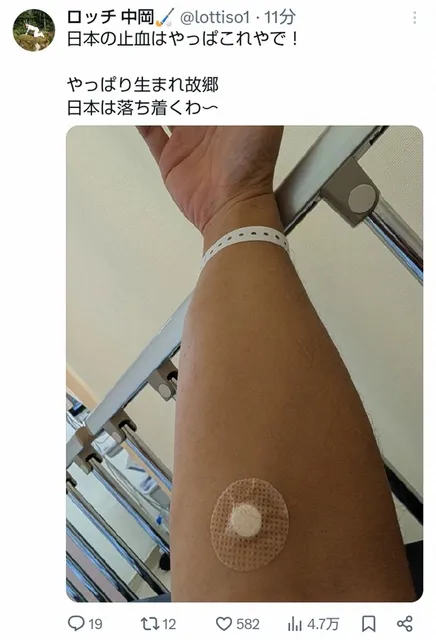 ロッチ 中岡🏑 @lottiso1・11分
日本の止血はやっぱこれやで！
やっぱり生まれ故郷
日本は落ち着くわ〜
19 12 582 4.7万